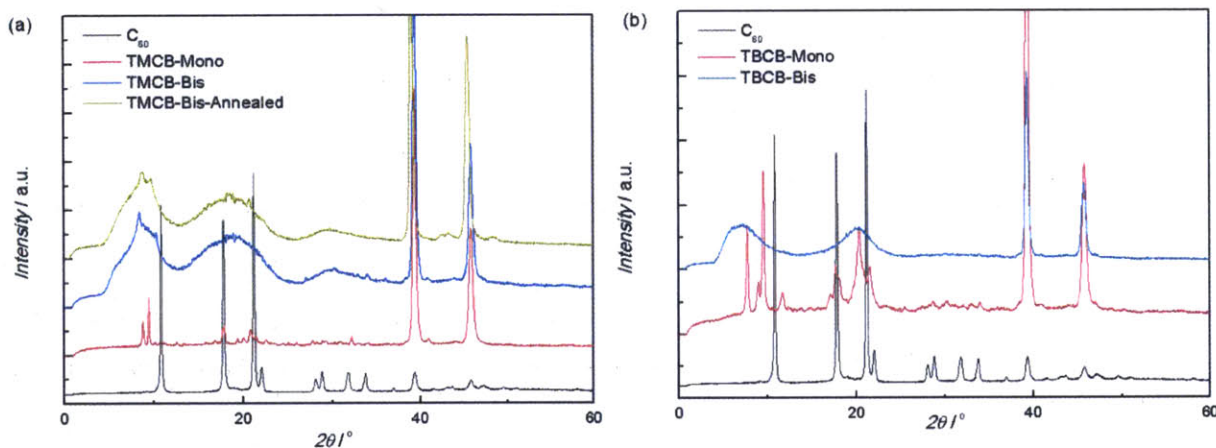 (a)
C60
TMCB-Mono
TMCB-Bis
TMCB-Bis-Annealed
Intensity / a.u.
0 20 40 60
2θ / °
(b)
C60
TBCB-Mono
TBCB-Bis
Intensity / a.u.
0 20 40 60
2θ / °